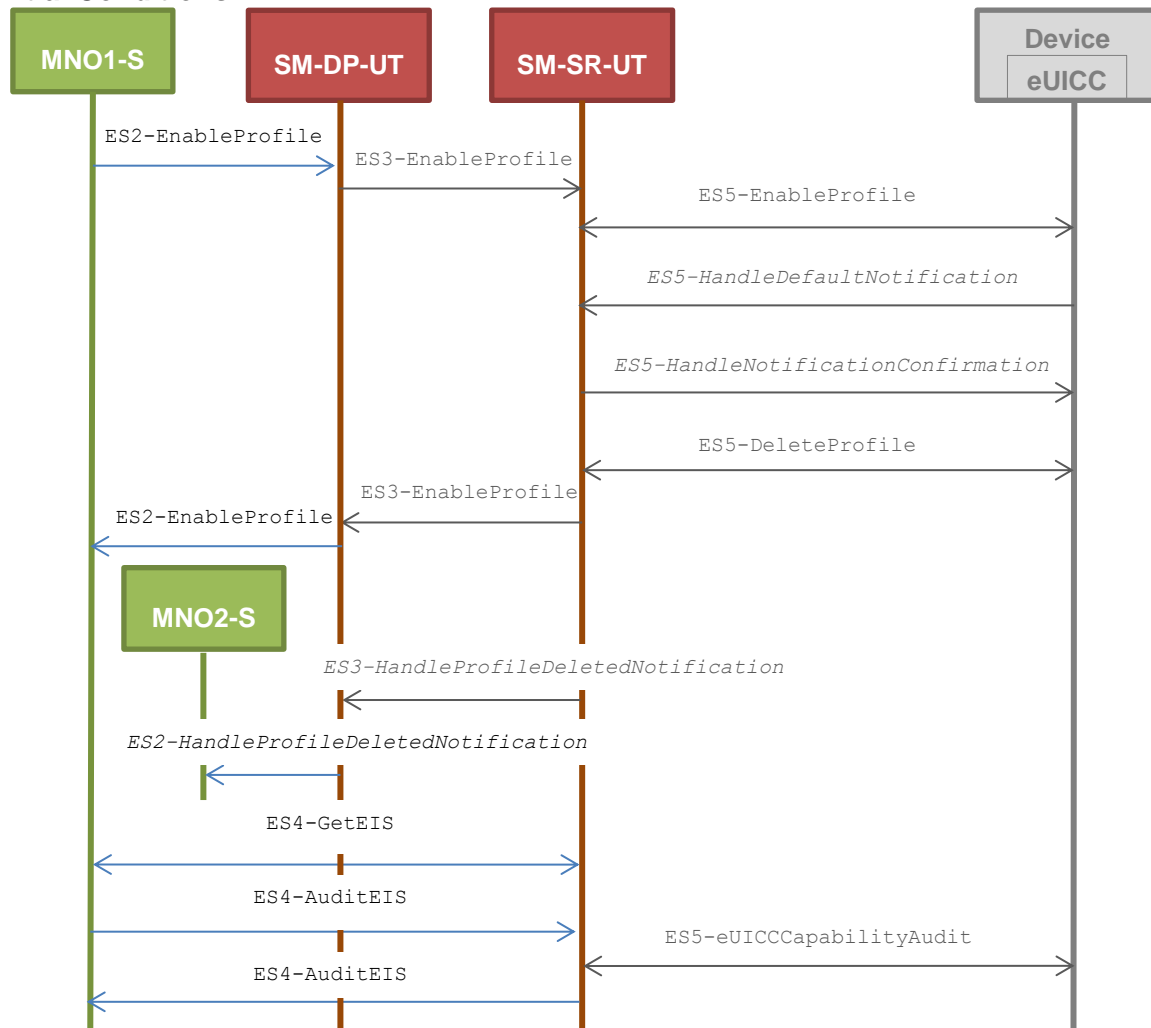 MNO1-S
SM-DP-UT
SM-SR-UT
Device
eUICC
ES2-EnableProfile
ES3-EnableProfile
ES5-EnableProfile
ES5-HandleDefaultNotification
ES5-HandleNotificationConfirmation
ES5-DeleteProfile
ES3-EnableProfile
ES2-EnableProfile
MNO2-S
ES3-HandleProfileDeletedNotification
ES2-HandleProfileDeletedNotification
ES4-GetEIS
ES4-AuditEIS
ES5-eUICCCapabilityAudit
ES4-AuditEIS